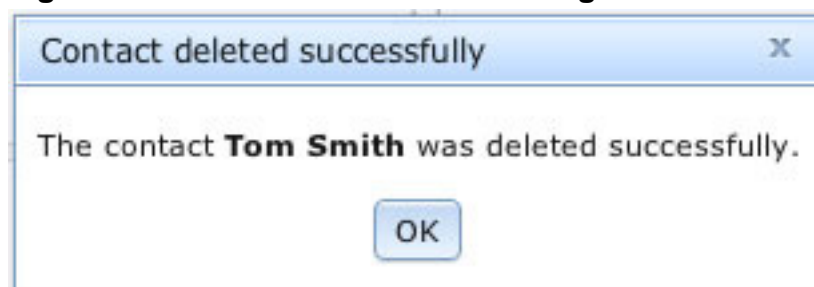 Contact deleted successfully x
The contact Tom Smith was deleted successfully.
OK